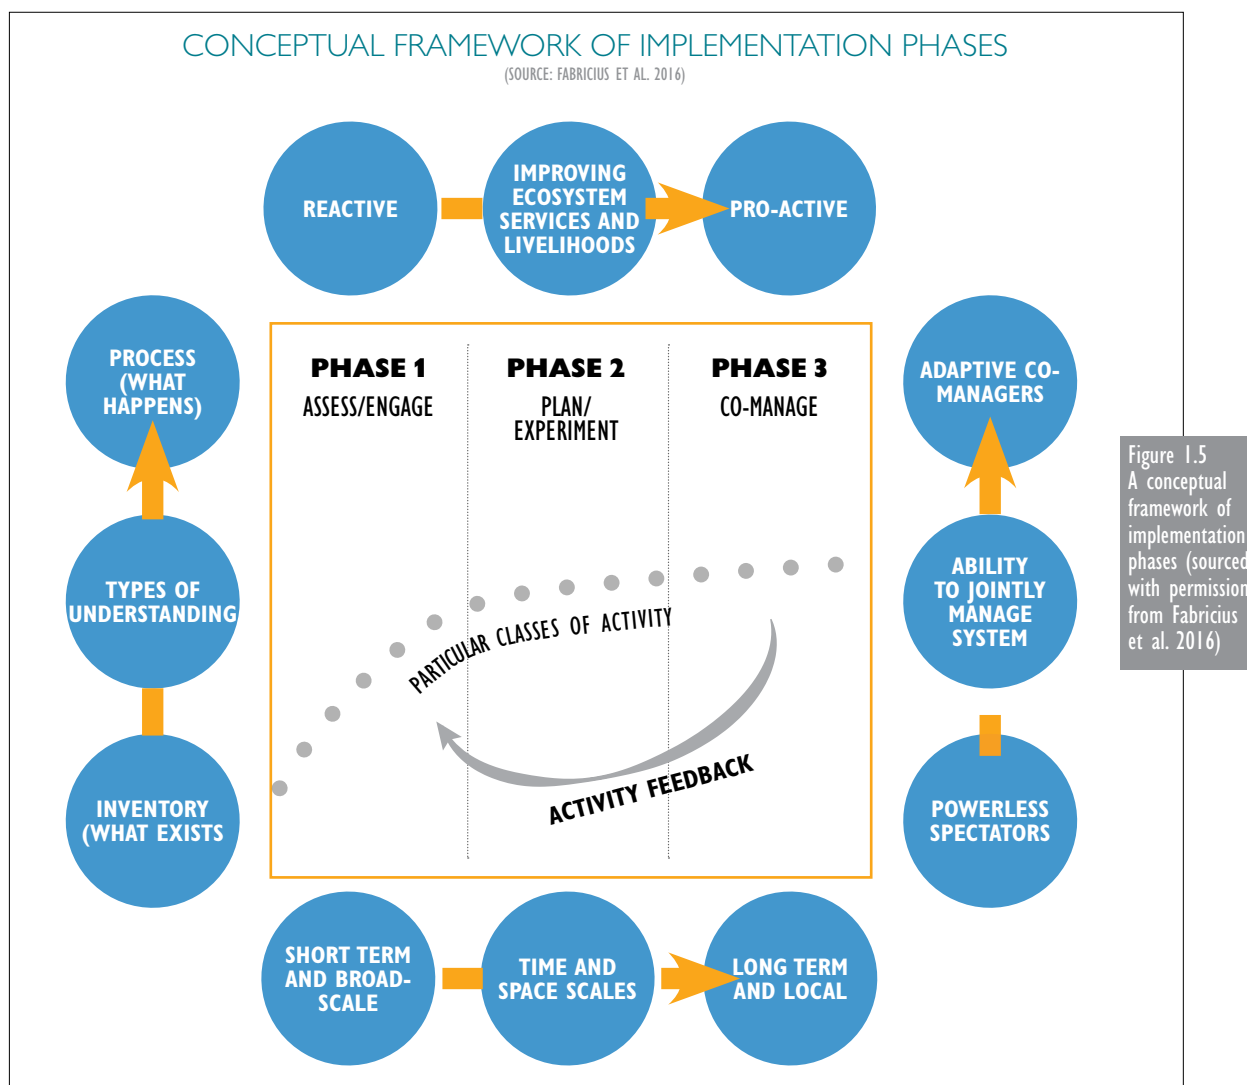 CONCEPTUAL FRAMEWORK OF IMPLEMENTATION PHASES
(SOURCE: FABRICIUS ET AL. 2016)
REACTIVE
IMPROVING
ECOSYSTEM
SERVICES AND
LIVELIHOODS
PRO-ACTIVE
PROCESS
(WHAT
HAPPENS)
TYPES OF
UNDERSTANDING
INVENTORY
(WHAT EXISTS
PHASE 1
ASSESS/ENGAGE
PHASE 2
PLAN/
EXPERIMENT
PHASE 3
CO-MANAGE
PARTICULAR CLASSES OF ACTIVITY
ACTIVITY FEEDBACK
ADAPTIVE CO-
MANAGERS
ABILITY
TO JOINTLY
MANAGE
SYSTEM
POWERLESS
SPECTATORS
SHORT TERM
AND BROAD-
SCALE
TIME AND
SPACE SCALES
LONG TERM
AND LOCAL
Figure 1.5
A conceptual
framework of
implementation
phases (sourced
with permission
from Fabricius
et al. 2016)